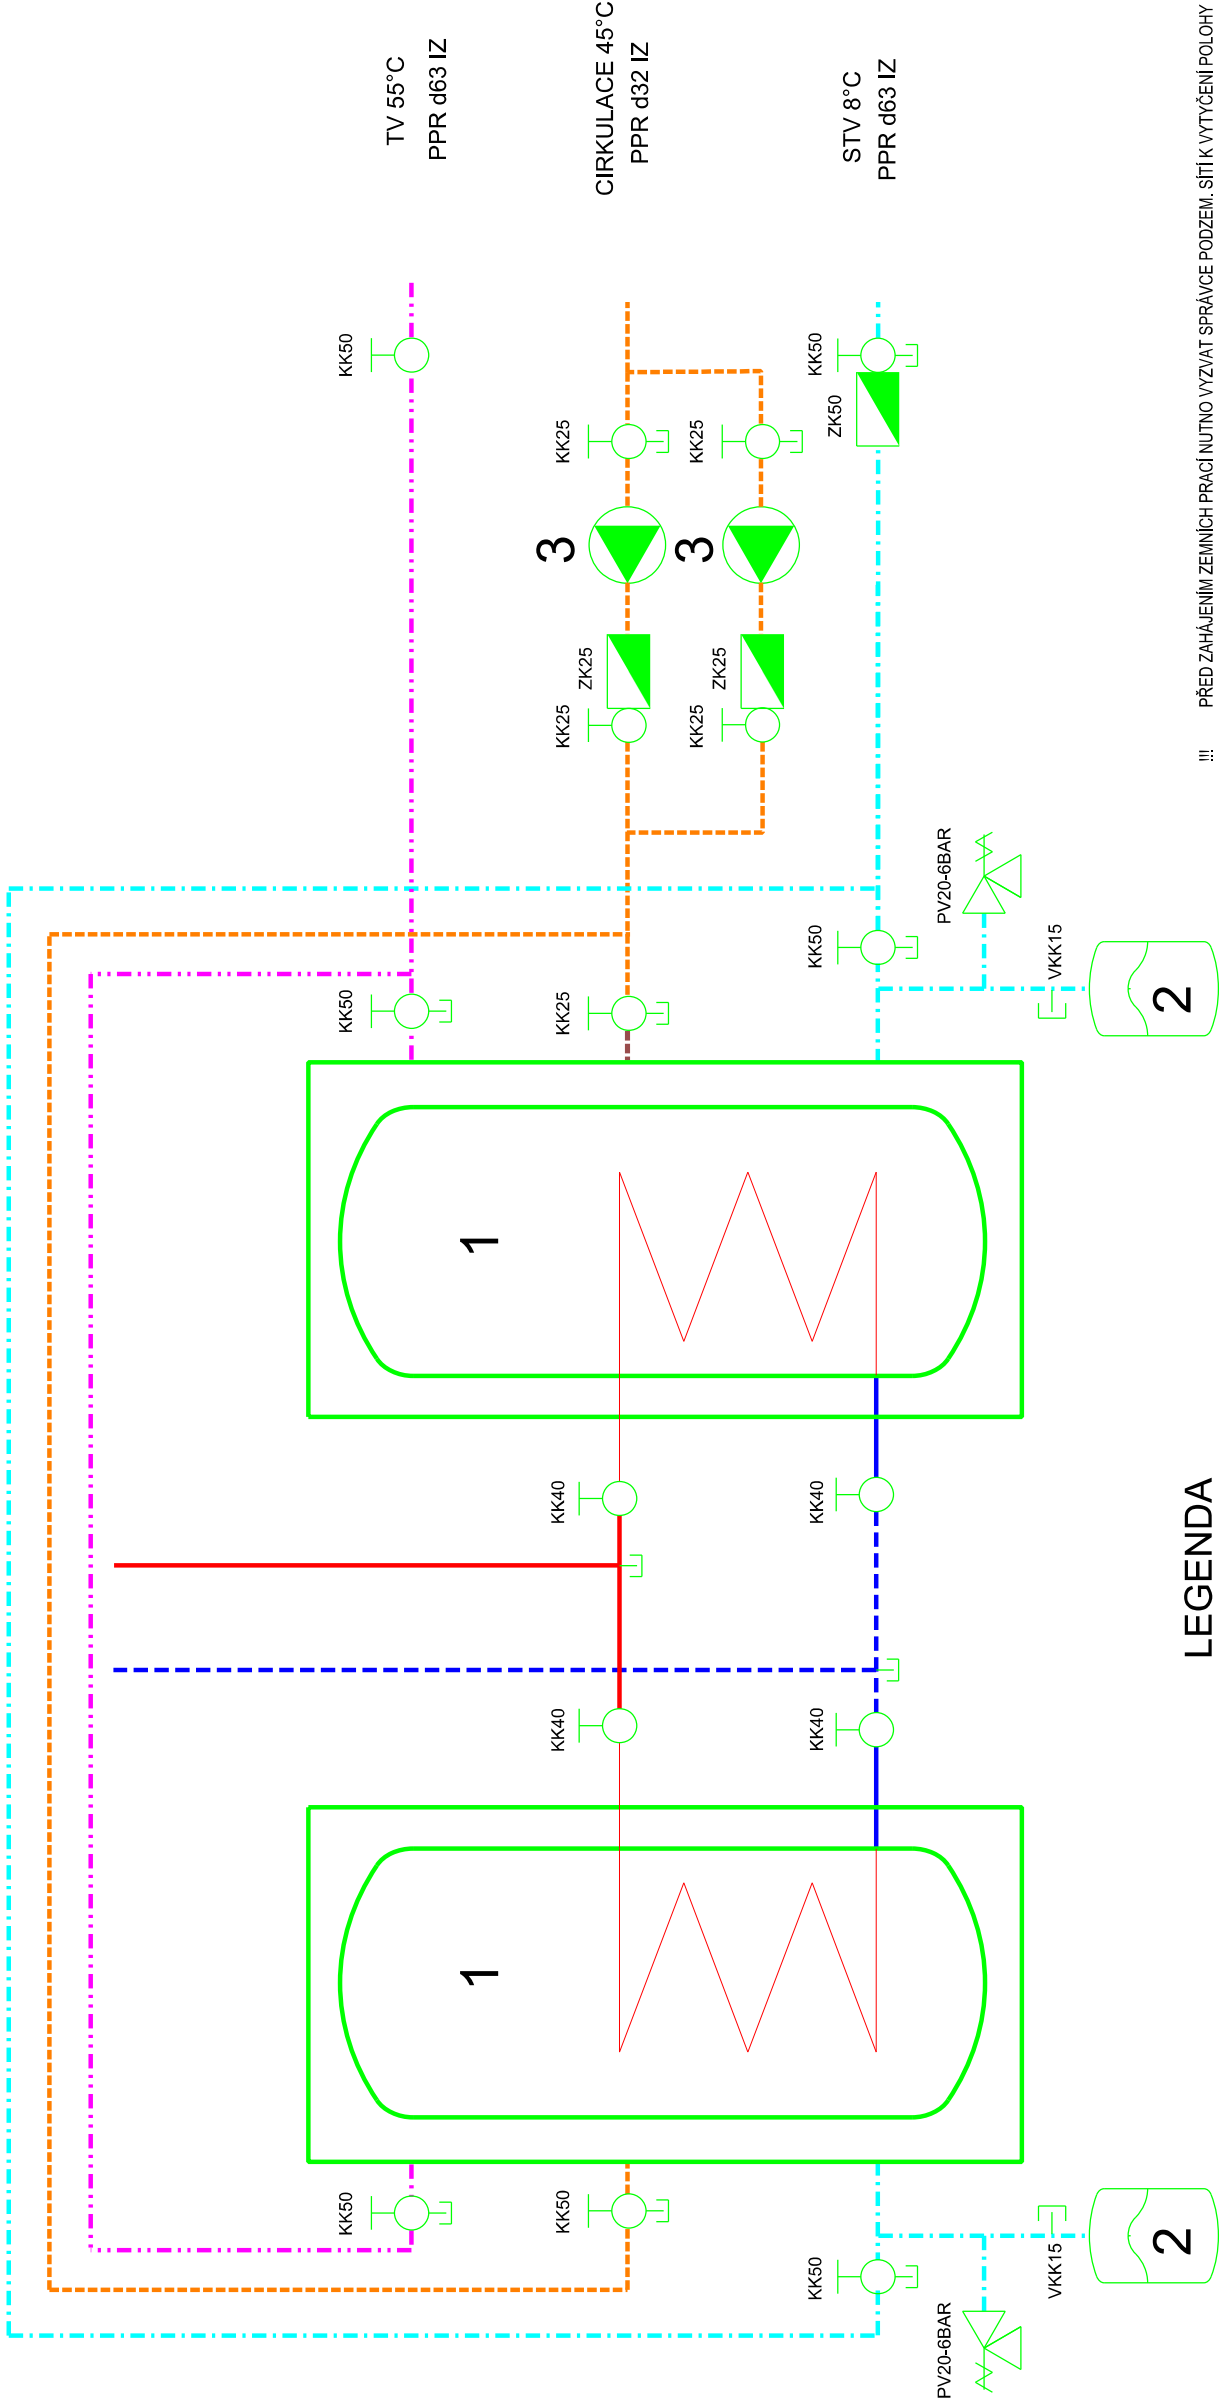 TV 55°C
PPR d63 IZ
CIRKULACE 45°C
PPR d32 IZ
STV 8°C
PPR d63 IZ
KK50
KK50
KK50
KK25
KK25
3
3
ZK25
ZK25
KK25
KK25
KK25
KK50
KK50
ZK50
KK50
KK50
PV20-6BAR
VKK15
2
PV20-6BAR
VKK15
2
1
1
KK40
KK40
KK40
KK40
LEGENDA
!!! PŘED ZAHÁJENÍM ZEMNÍCH PRACÍ NUTNO VYZVAT SPRÁVCE PODZEM. SÍTÍ K VYTYČENÍ POLOHY